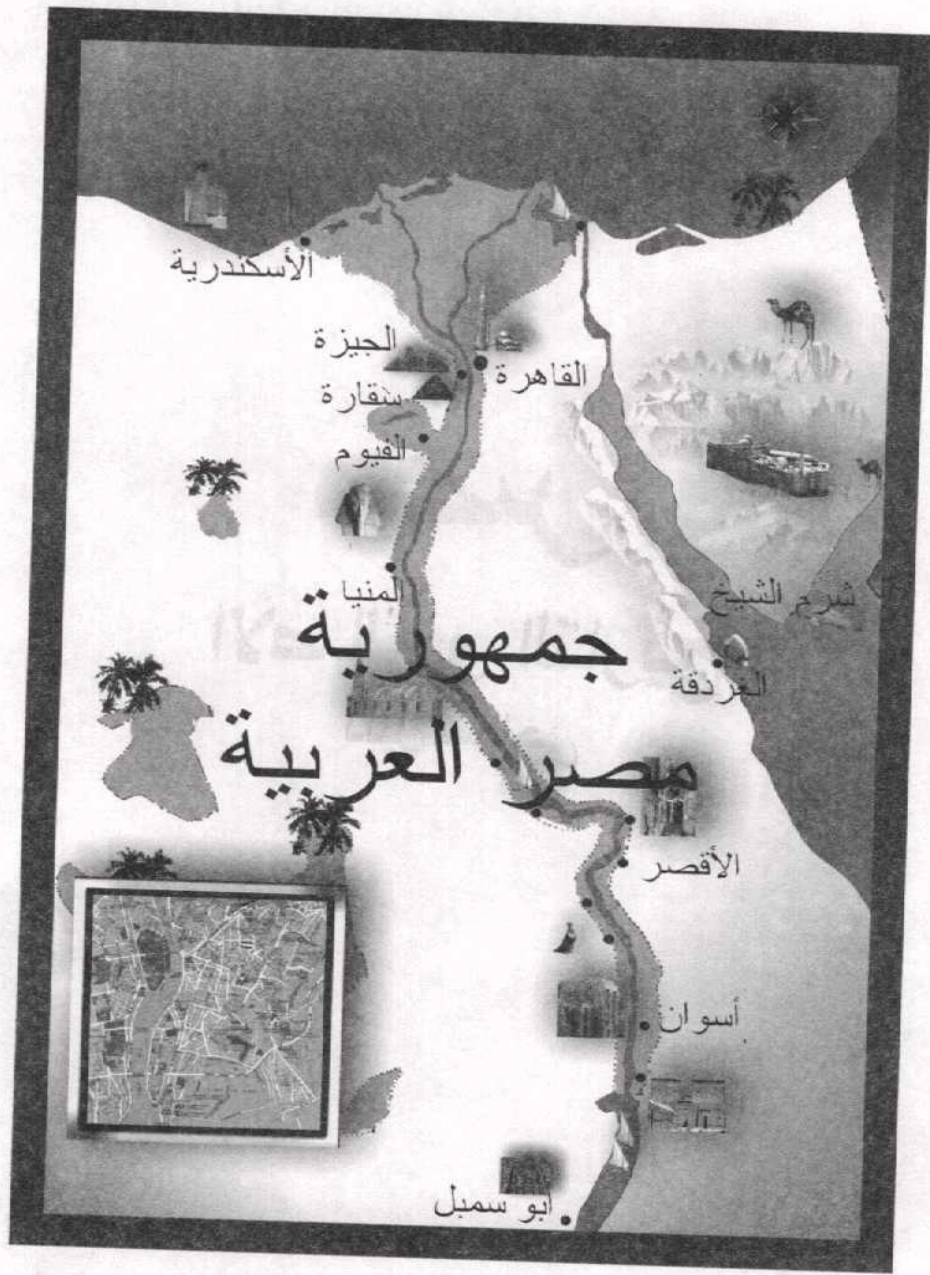 الأسكندرية
الجيزة
القاهرة
سقارة
الفيوم
المنيا
شرم الشيخ
جمهورية
الغردقة
مصر العربية
الأقصر
أسوان
ابو سمبل